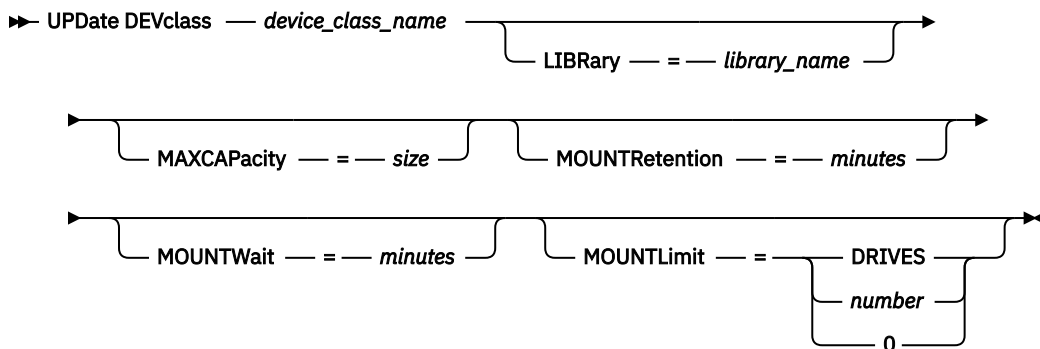 UPDate DEVclass — device_class_name
LIBRary — = — library_name
MAXCAPacity — = — size
MOUNTRetention — = — minutes
MOUNTWait — = — minutes
MOUNTLimit — = — DRIVES
number
0